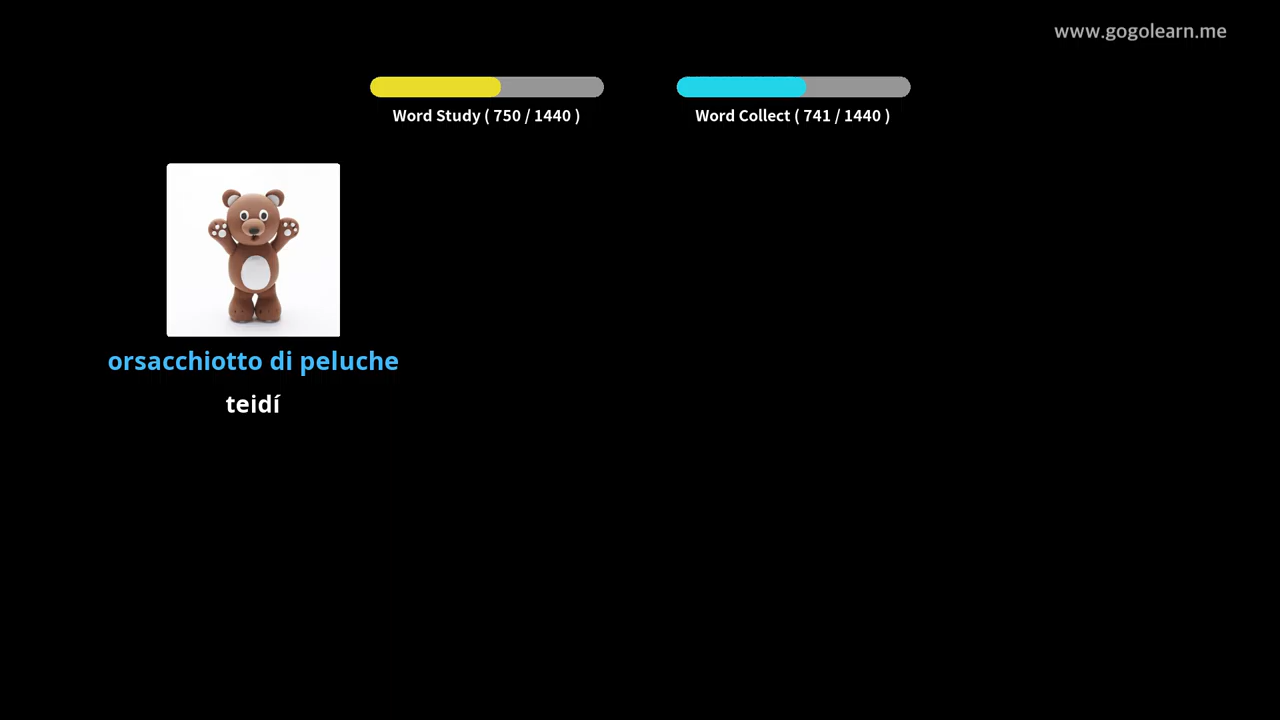 www.gogolearn.me
Word Study ( 750 / 1440 )
Word Collect ( 741 / 1440 )
orsacchiotto di peluche
teidí